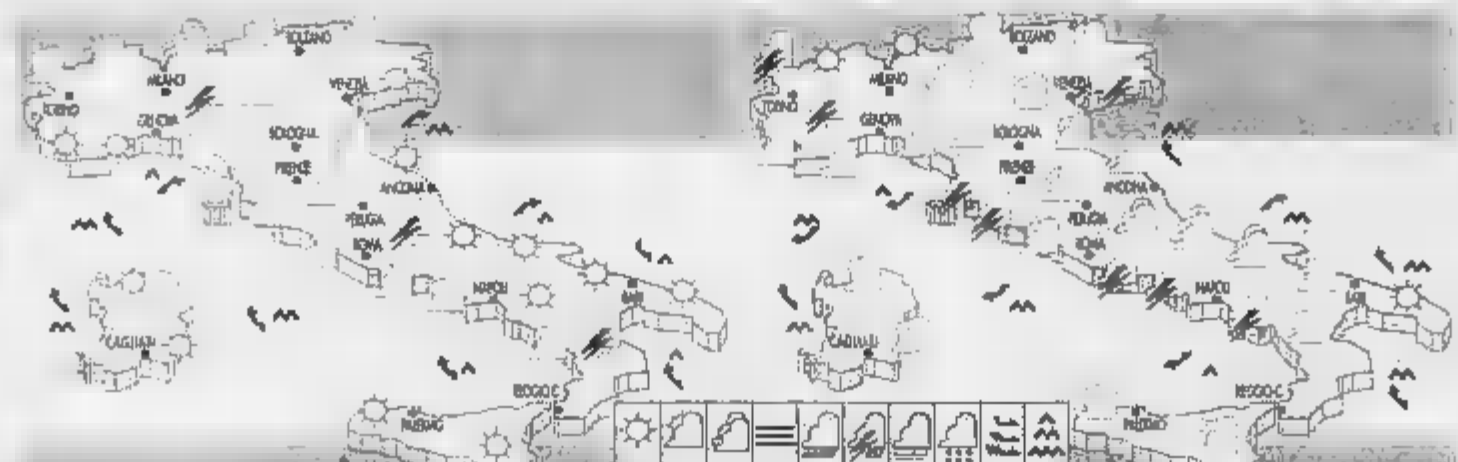 BOLZANO
MILANO
VENEZIA
TORINO
GENOVA
BOLOGNA
FIRENZE
ANCONA
PERUGIA
ROMA
NAPOLI
BARI
CAGLIARI
REGGIO C.
PALERMO
BOLZANO
MILANO
VENEZIA
TORINO
GENOVA
BOLOGNA
FIRENZE
ANCONA
PERUGIA
ROMA
NAPOLI
BARI
CAGLIARI
REGGIO C.
PALERMO